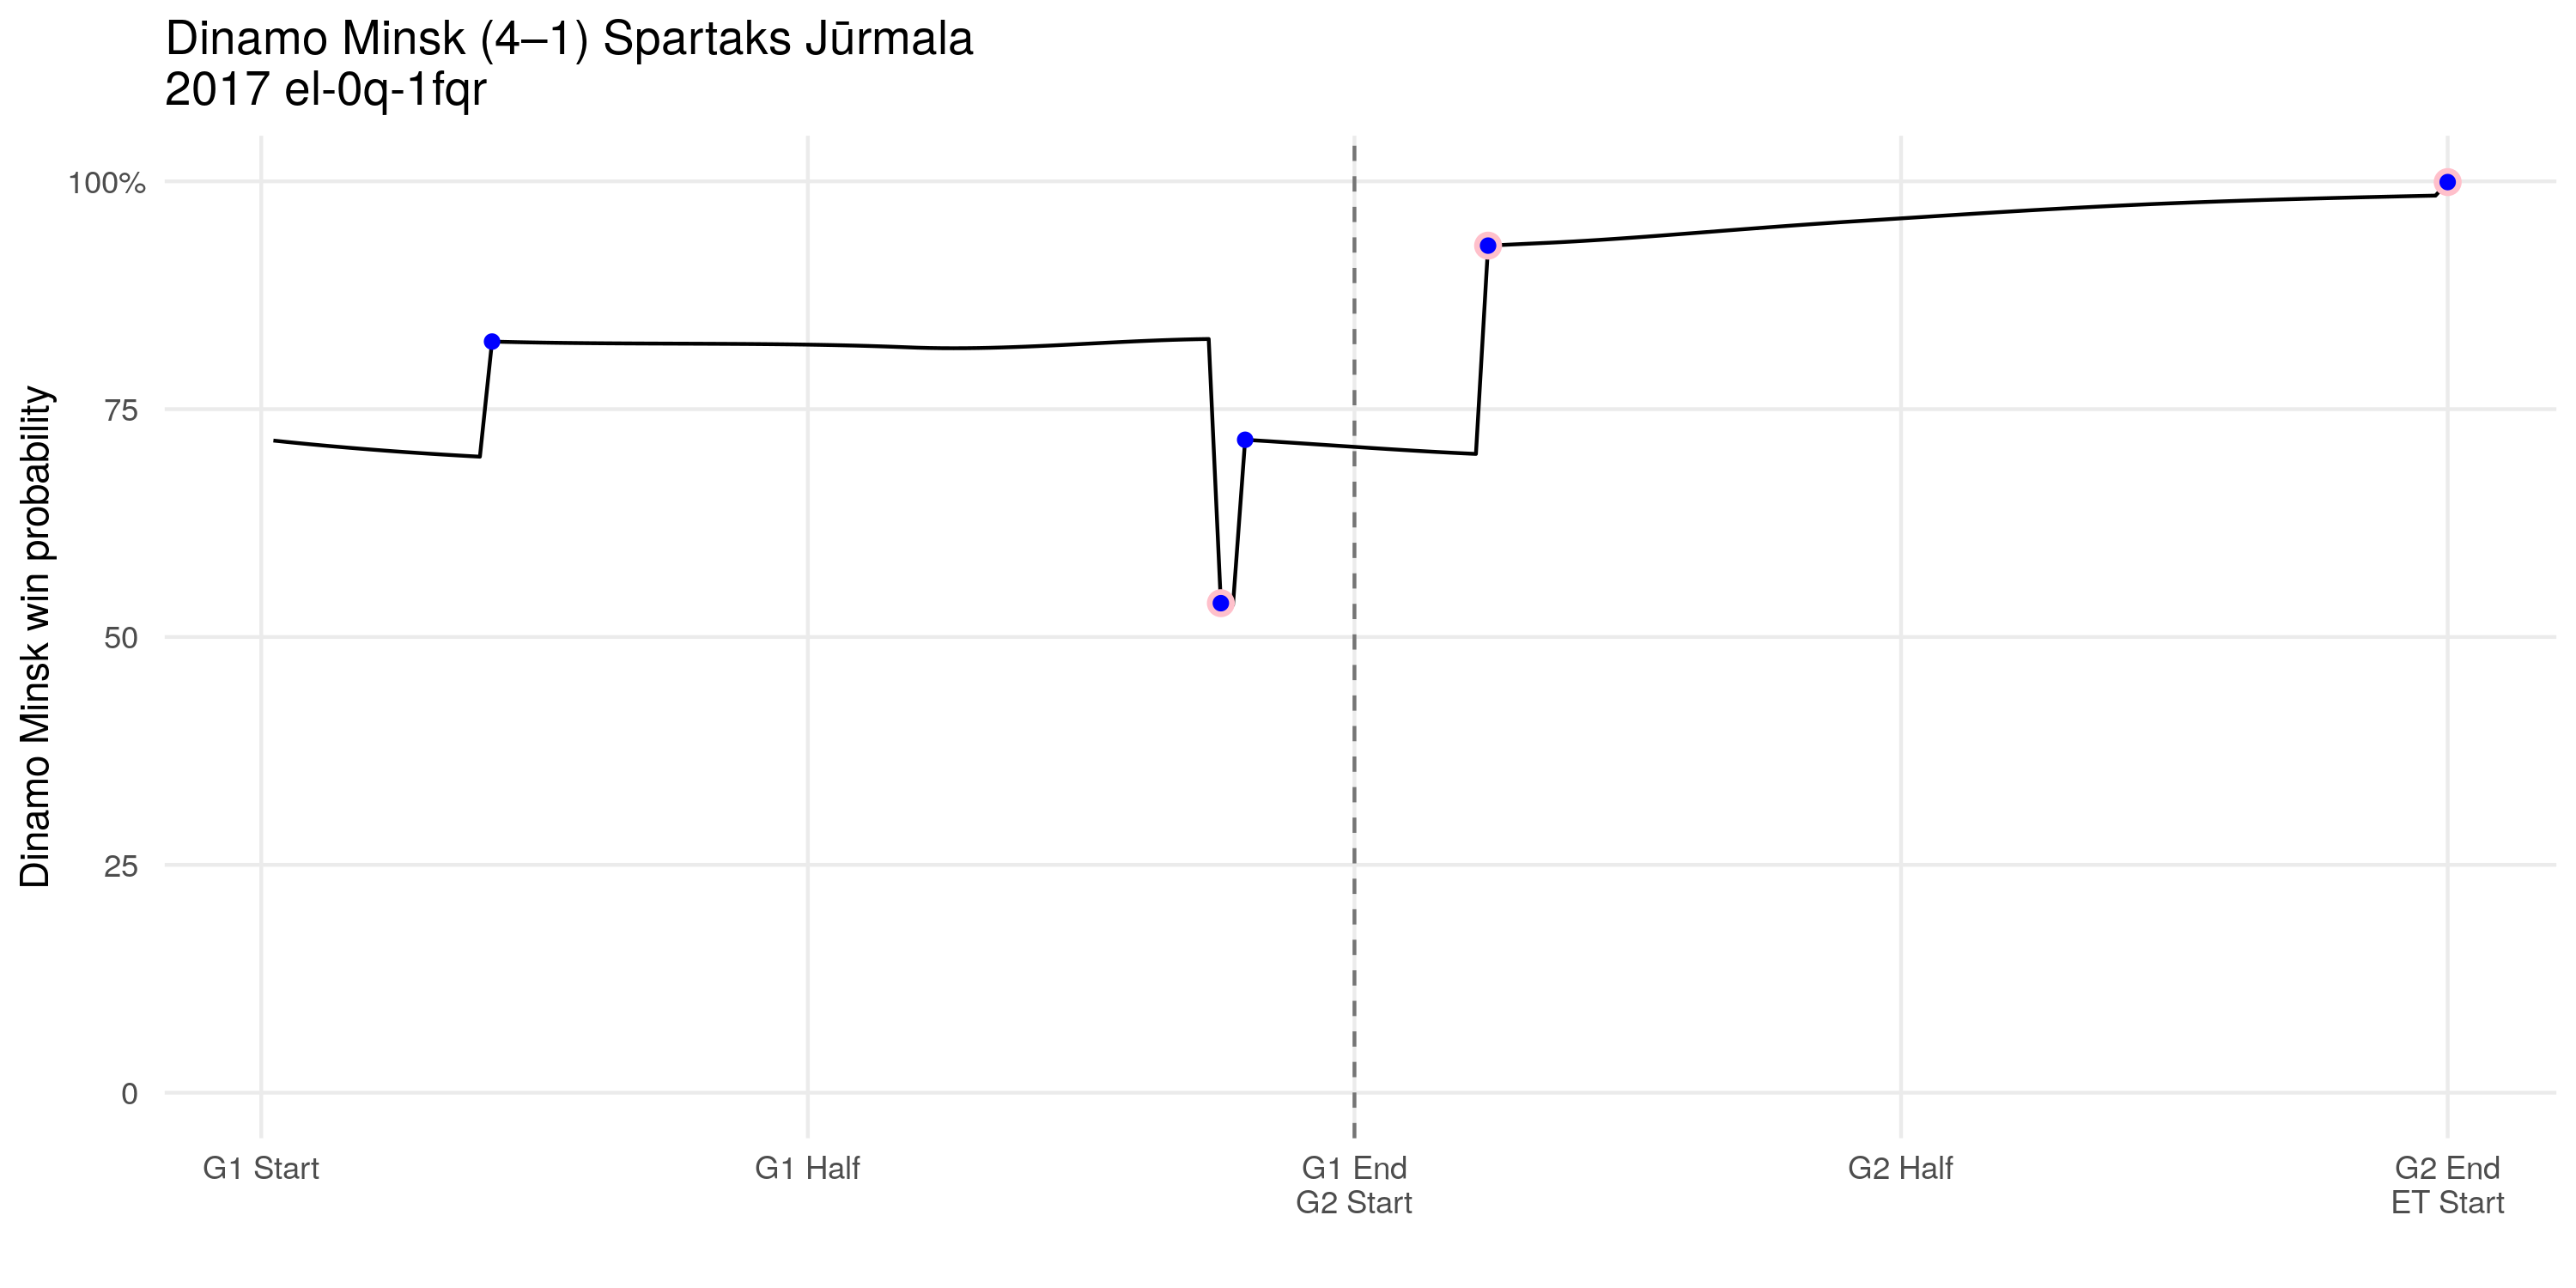 Dinamo Minsk (4–1) Spartaks Jūrmala
2017 el-0q-1fqr
Dinamo Minsk win probability
100%
75
50
25
0
G1 Start
G1 Half
G1 End
G2 Start
G2 Half
G2 End
ET Start